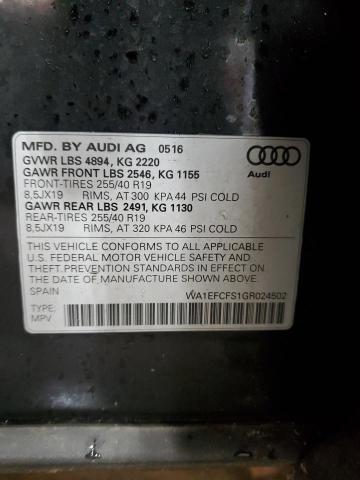 MFD. BY AUDI AG 0516
GVWR LBS 4894, KG 2220
GAWR FRONT LBS 2546, KG 1155
FRONT-TIRES 255/40 R19
8,5JX19 RIMS, AT 300 KPA 44 PSI COLD
GAWR REAR LBS 2491, KG 1130
REAR-TIRES 255/40 R19
8,5JX19 RIMS, AT 320 KPA 46 PSI COLD
Audi
THIS VEHICLE CONFORMS TO ALL APPLICABLE
U.S. FEDERAL MOTOR VEHICLE SAFETY AND
THEFT PREVENTION STANDARDS IN EFFECT ON
THE DATE OF MANUFACTURE SHOWN ABOVE.
SPAIN WA1EFCFS1GR024502
TYPE:
MPV